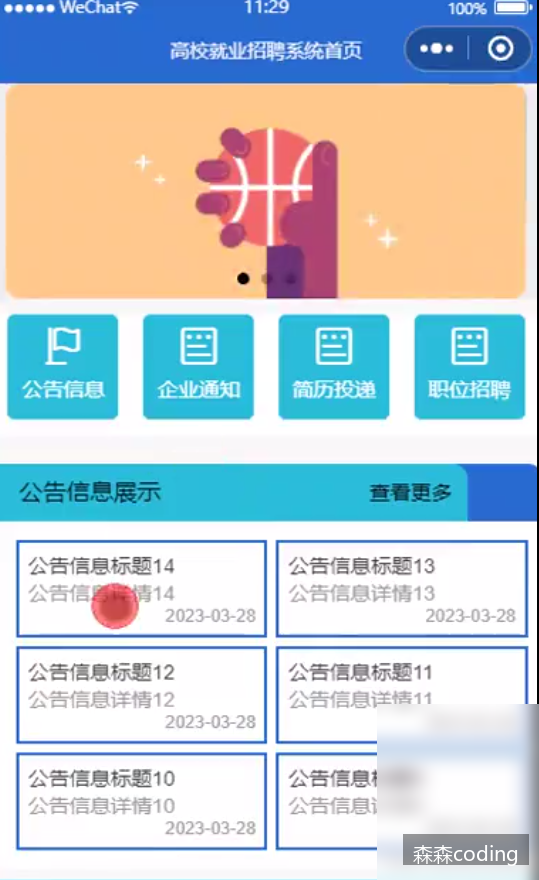 WeChat 11:29 100%
高校就业招聘系统首页
公告信息 企业通知 简历投递 职位招聘
公告信息展示 查看更多
公告信息标题14 公告信息标题13
公告信息详情14 公告信息详情13
2023-03-28 2023-03-28
公告信息标题12 公告信息标题11
公告信息详情12 公告信息详情11
2023-03-28
公告信息标题10 公告信息
公告信息详情10 公告信息
2023-03-28
森森coding